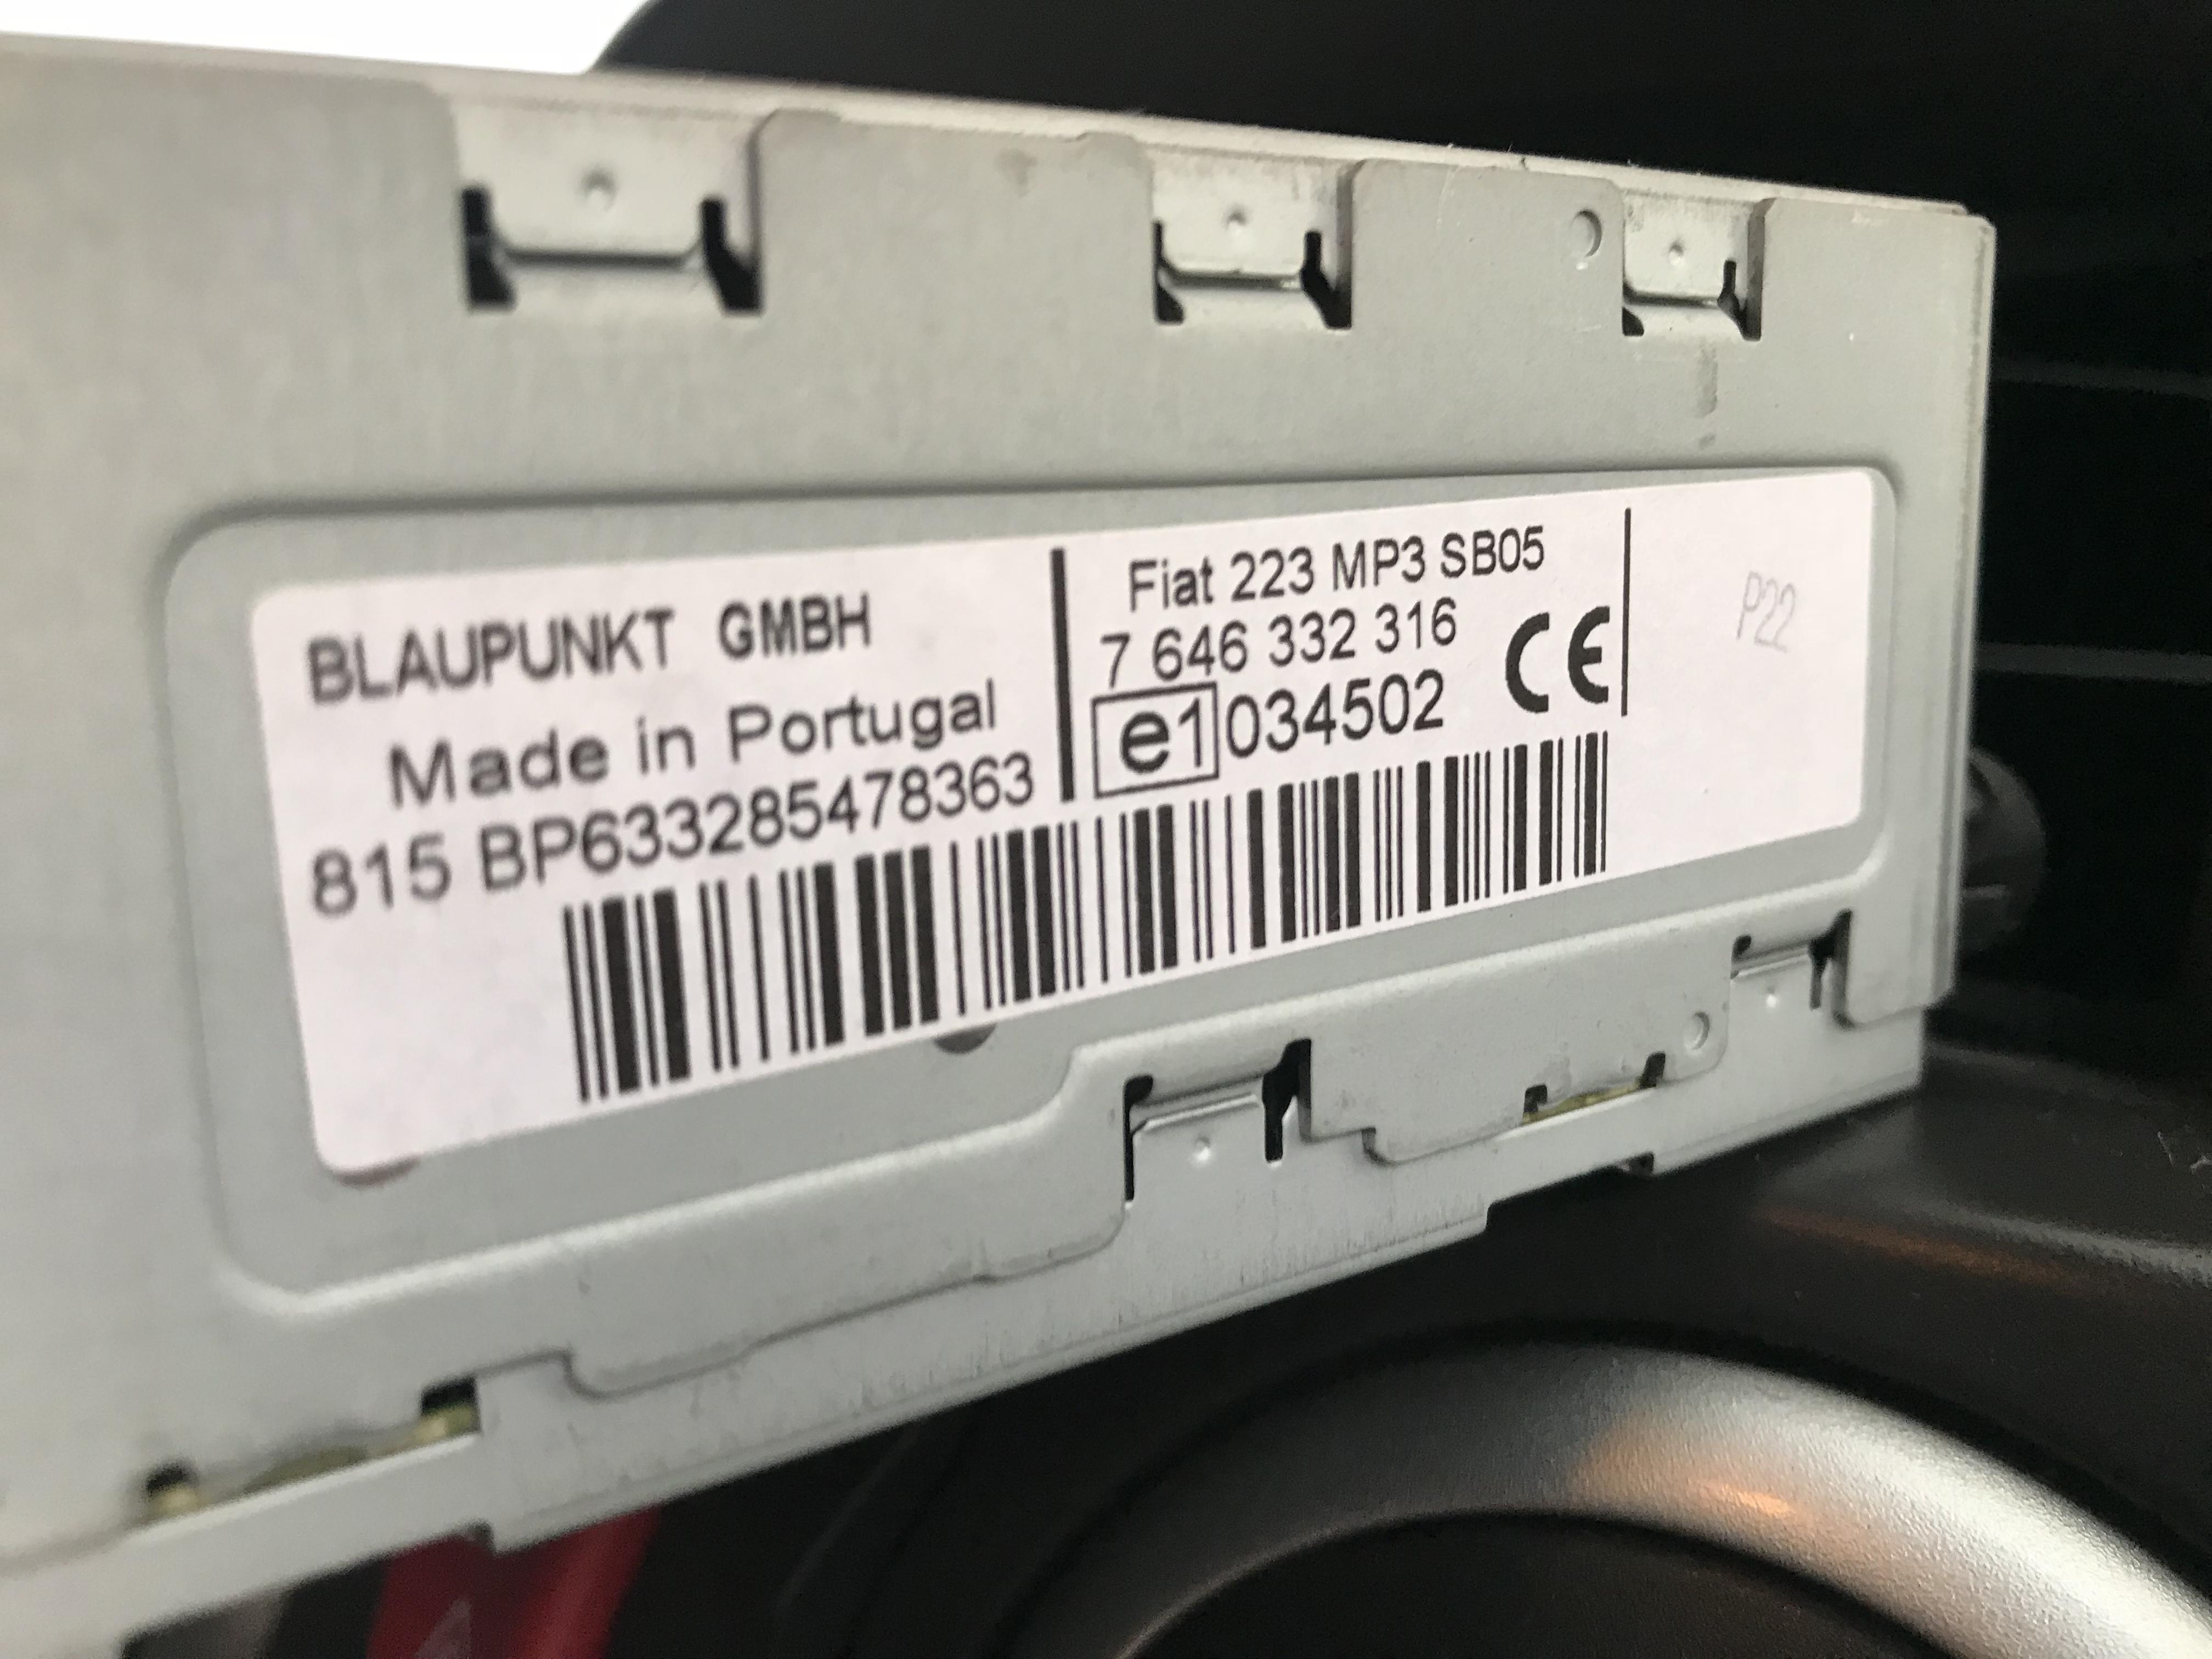 BLAUPUNKT GMBH
Made in Portugal
815 BP633285478363
Fiat 223 MP3 SB05
7 646 332 316
e1 034502
CE
P22